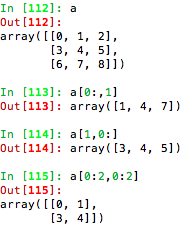 In [112]: a
Out[112]:
array([[0, 1, 2],
       [3, 4, 5],
       [6, 7, 8]])
In [113]: a[0:,1]
Out[113]: array([1, 4, 7])
In [114]: a[1,0:]
Out[114]: array([3, 4, 5])
In [115]: a[0:2,0:2]
Out[115]:
array([[0, 1],
       [3, 4]])